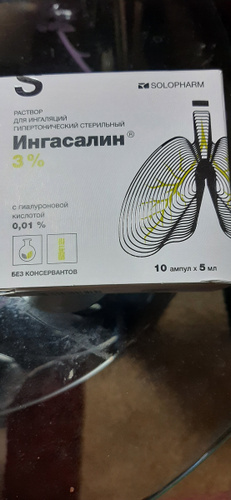 S
SOLOPHARM
РАСТВОР
ДЛЯ ИНГАЛЯЦИЙ
ГИПЕРТОНИЧЕСКИЙ СТЕРИЛЬНЫЙ
Ингасалин®
3%
с гиалуроновой
кислотой
0,01 %
БЕЗ КОНСЕРВАНТОВ
10 ампул х 5 мл